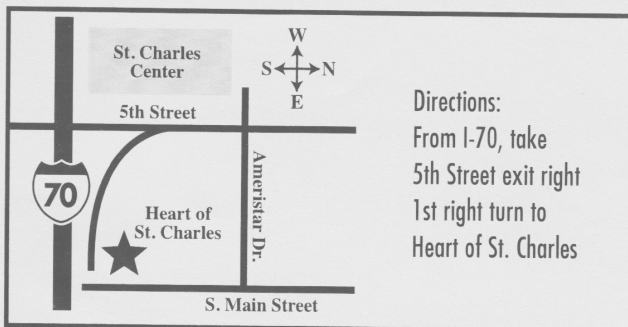 St. Charles
Center
W
S N
E
5th Street
70
Ameristar Dr.
Heart of
St. Charles
S. Main Street
Directions:
From I-70, take
5th Street exit right
1st right turn to
Heart of St. Charles